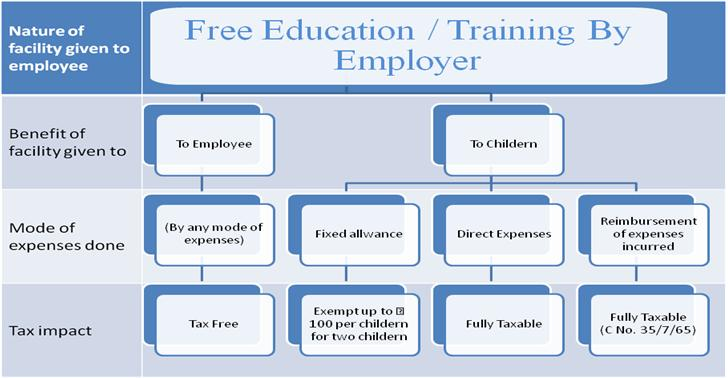 Nature of
facility given to
employee
Free Education / Training By
Employer
Benefit of
facility given to
To Employee
To Childern
Mode of
expenses done
(By any mode of
expenses)
Fixed allwance
Direct Expenses
Reimbursement
of expenses
incurred
Tax impact
Tax Free
Exempt up to
100 per childern
for two childern
Fully Taxable
Fully Taxable
(C No. 35/7/65)